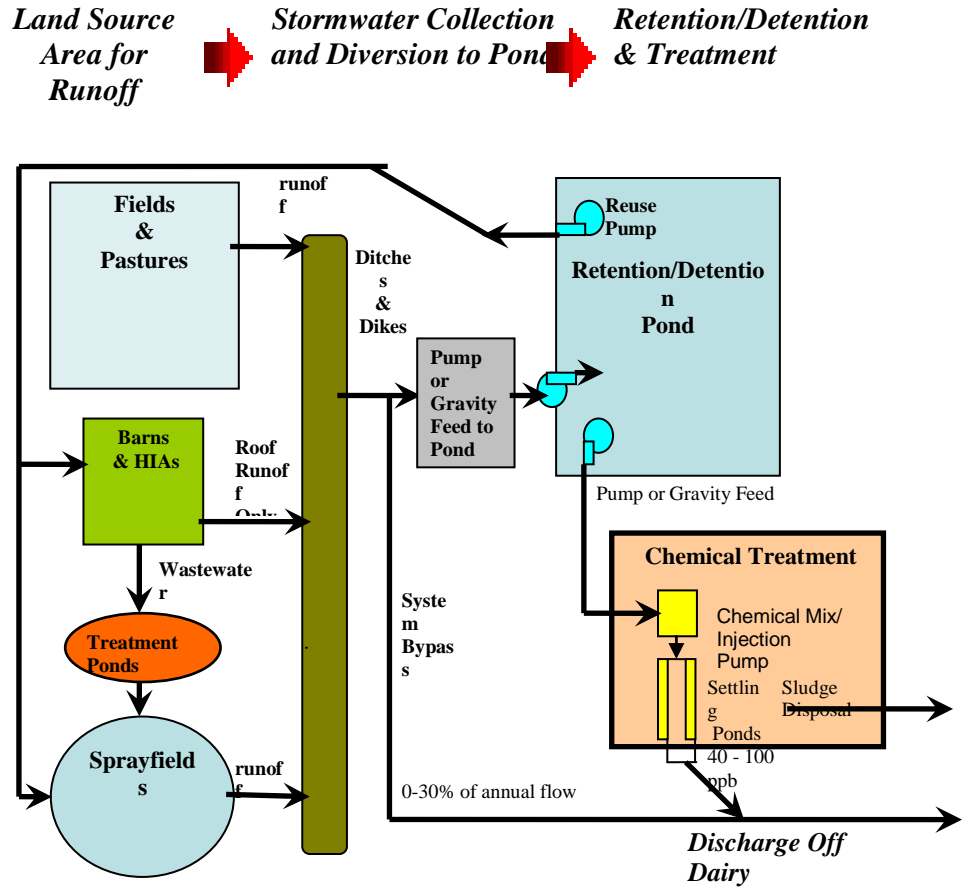 Land Source
Area for
Runoff
Stormwater Collection
and Diversion to Pond
Retention/Detention
& Treatment
Fields
&
Pastures
runof
f
Ditche
s
&
Dikes
Reuse
Pump
Retention/Detentio
n
Pond
Pump
or
Gravity
Feed to
Pond
Barns
& HIAs
Roof
Runof
f
Only
Wastewate
r
Treatment
Ponds
Sprayfield
s
runof
f
Syste
m
Bypas
s
.
0-30% of annual flow
Pump or Gravity Feed
Chemical Treatment
Chemical Mix/
Injection
Pump
Settlin
g
Ponds
40 - 100
ppb
Sludge
Disposal
Discharge Off
Dairy